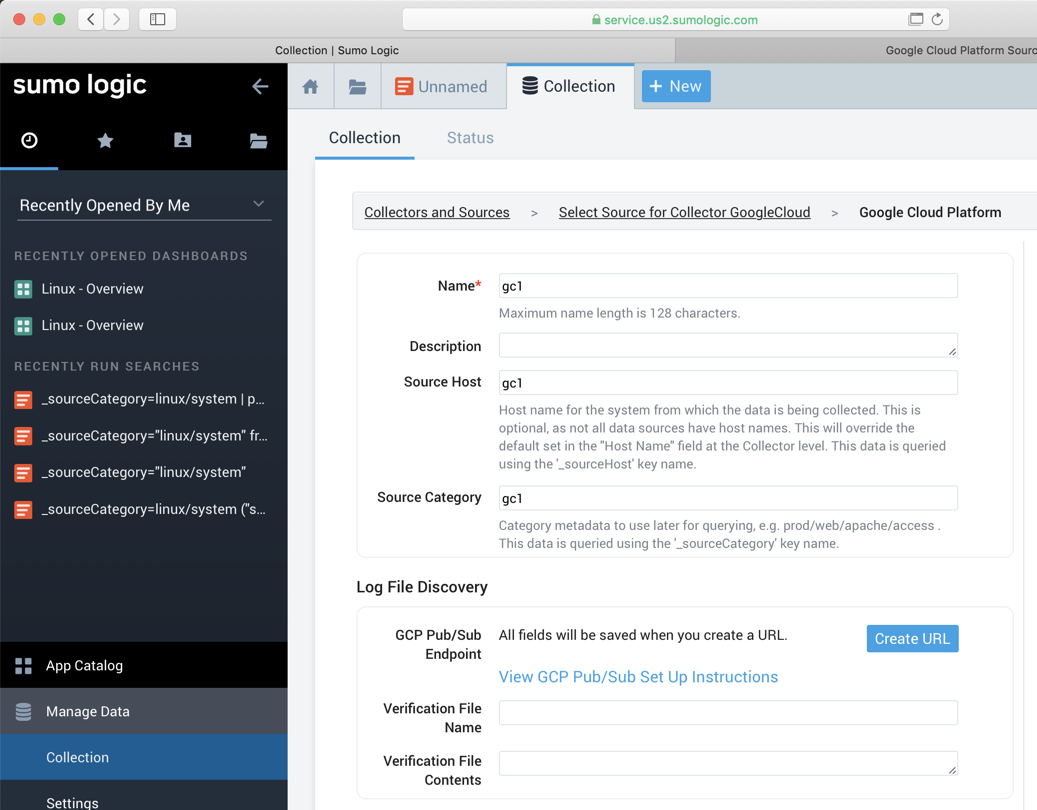 service.us2.sumologic.com
Collection | Sumo Logic
Google Cloud Platform Sourc
sumo logic
Unnamed
Collection
+ New
Collection
Status
Recently Opened By Me
Collectors and Sources > Select Source for Collector GoogleCloud > Google Cloud Platform
RECENTLY OPENED DASHBOARDS
Linux - Overview
Linux - Overview
RECENTLY RUN SEARCHES
_sourceCategory=linux/system | p...
_sourceCategory="linux/system" fr...
_sourceCategory="linux/system"
_sourceCategory=linux/system ("s...
App Catalog
Manage Data
Collection
Settings
Name*
gc1
Maximum name length is 128 characters.
Description
Source Host
gc1
Host name for the system from which the data is being collected. This is
optional, as not all data sources have host names. This will override the
default set in the "Host Name" field at the Collector level. This data is queried
using the '_sourceHost' key name.
Source Category
gc1
Category metadata to use later for querying, e.g. prod/web/apache/access .
This data is queried using the '_sourceCategory' key name.
Log File Discovery
GCP Pub/Sub
Endpoint
All fields will be saved when you create a URL.
Create URL
View GCP Pub/Sub Set Up Instructions
Verification File
Name
Verification File
Contents